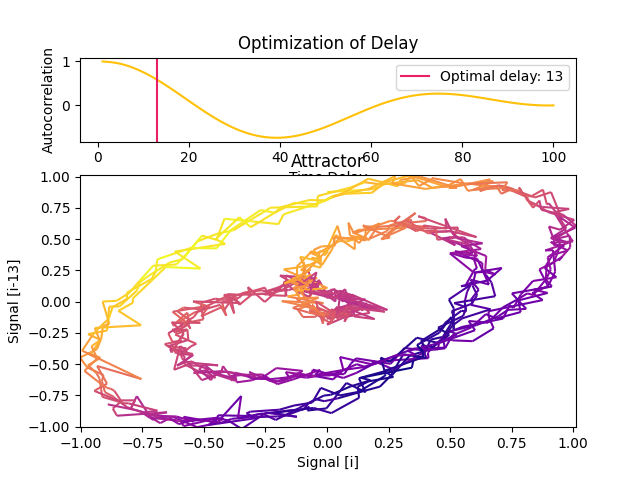 Optimization of Delay
Autocorrelation
1
0
Optimal delay: 13
0 20 40 60 80 100
Time Delay
Attractor
Signal [i-13]
1.00
0.75
0.50
0.25
0.00
−0.25
−0.50
−0.75
−1.00
−1.00 −0.75 −0.50 −0.25 0.00 0.25 0.50 0.75 1.00
Signal [i]